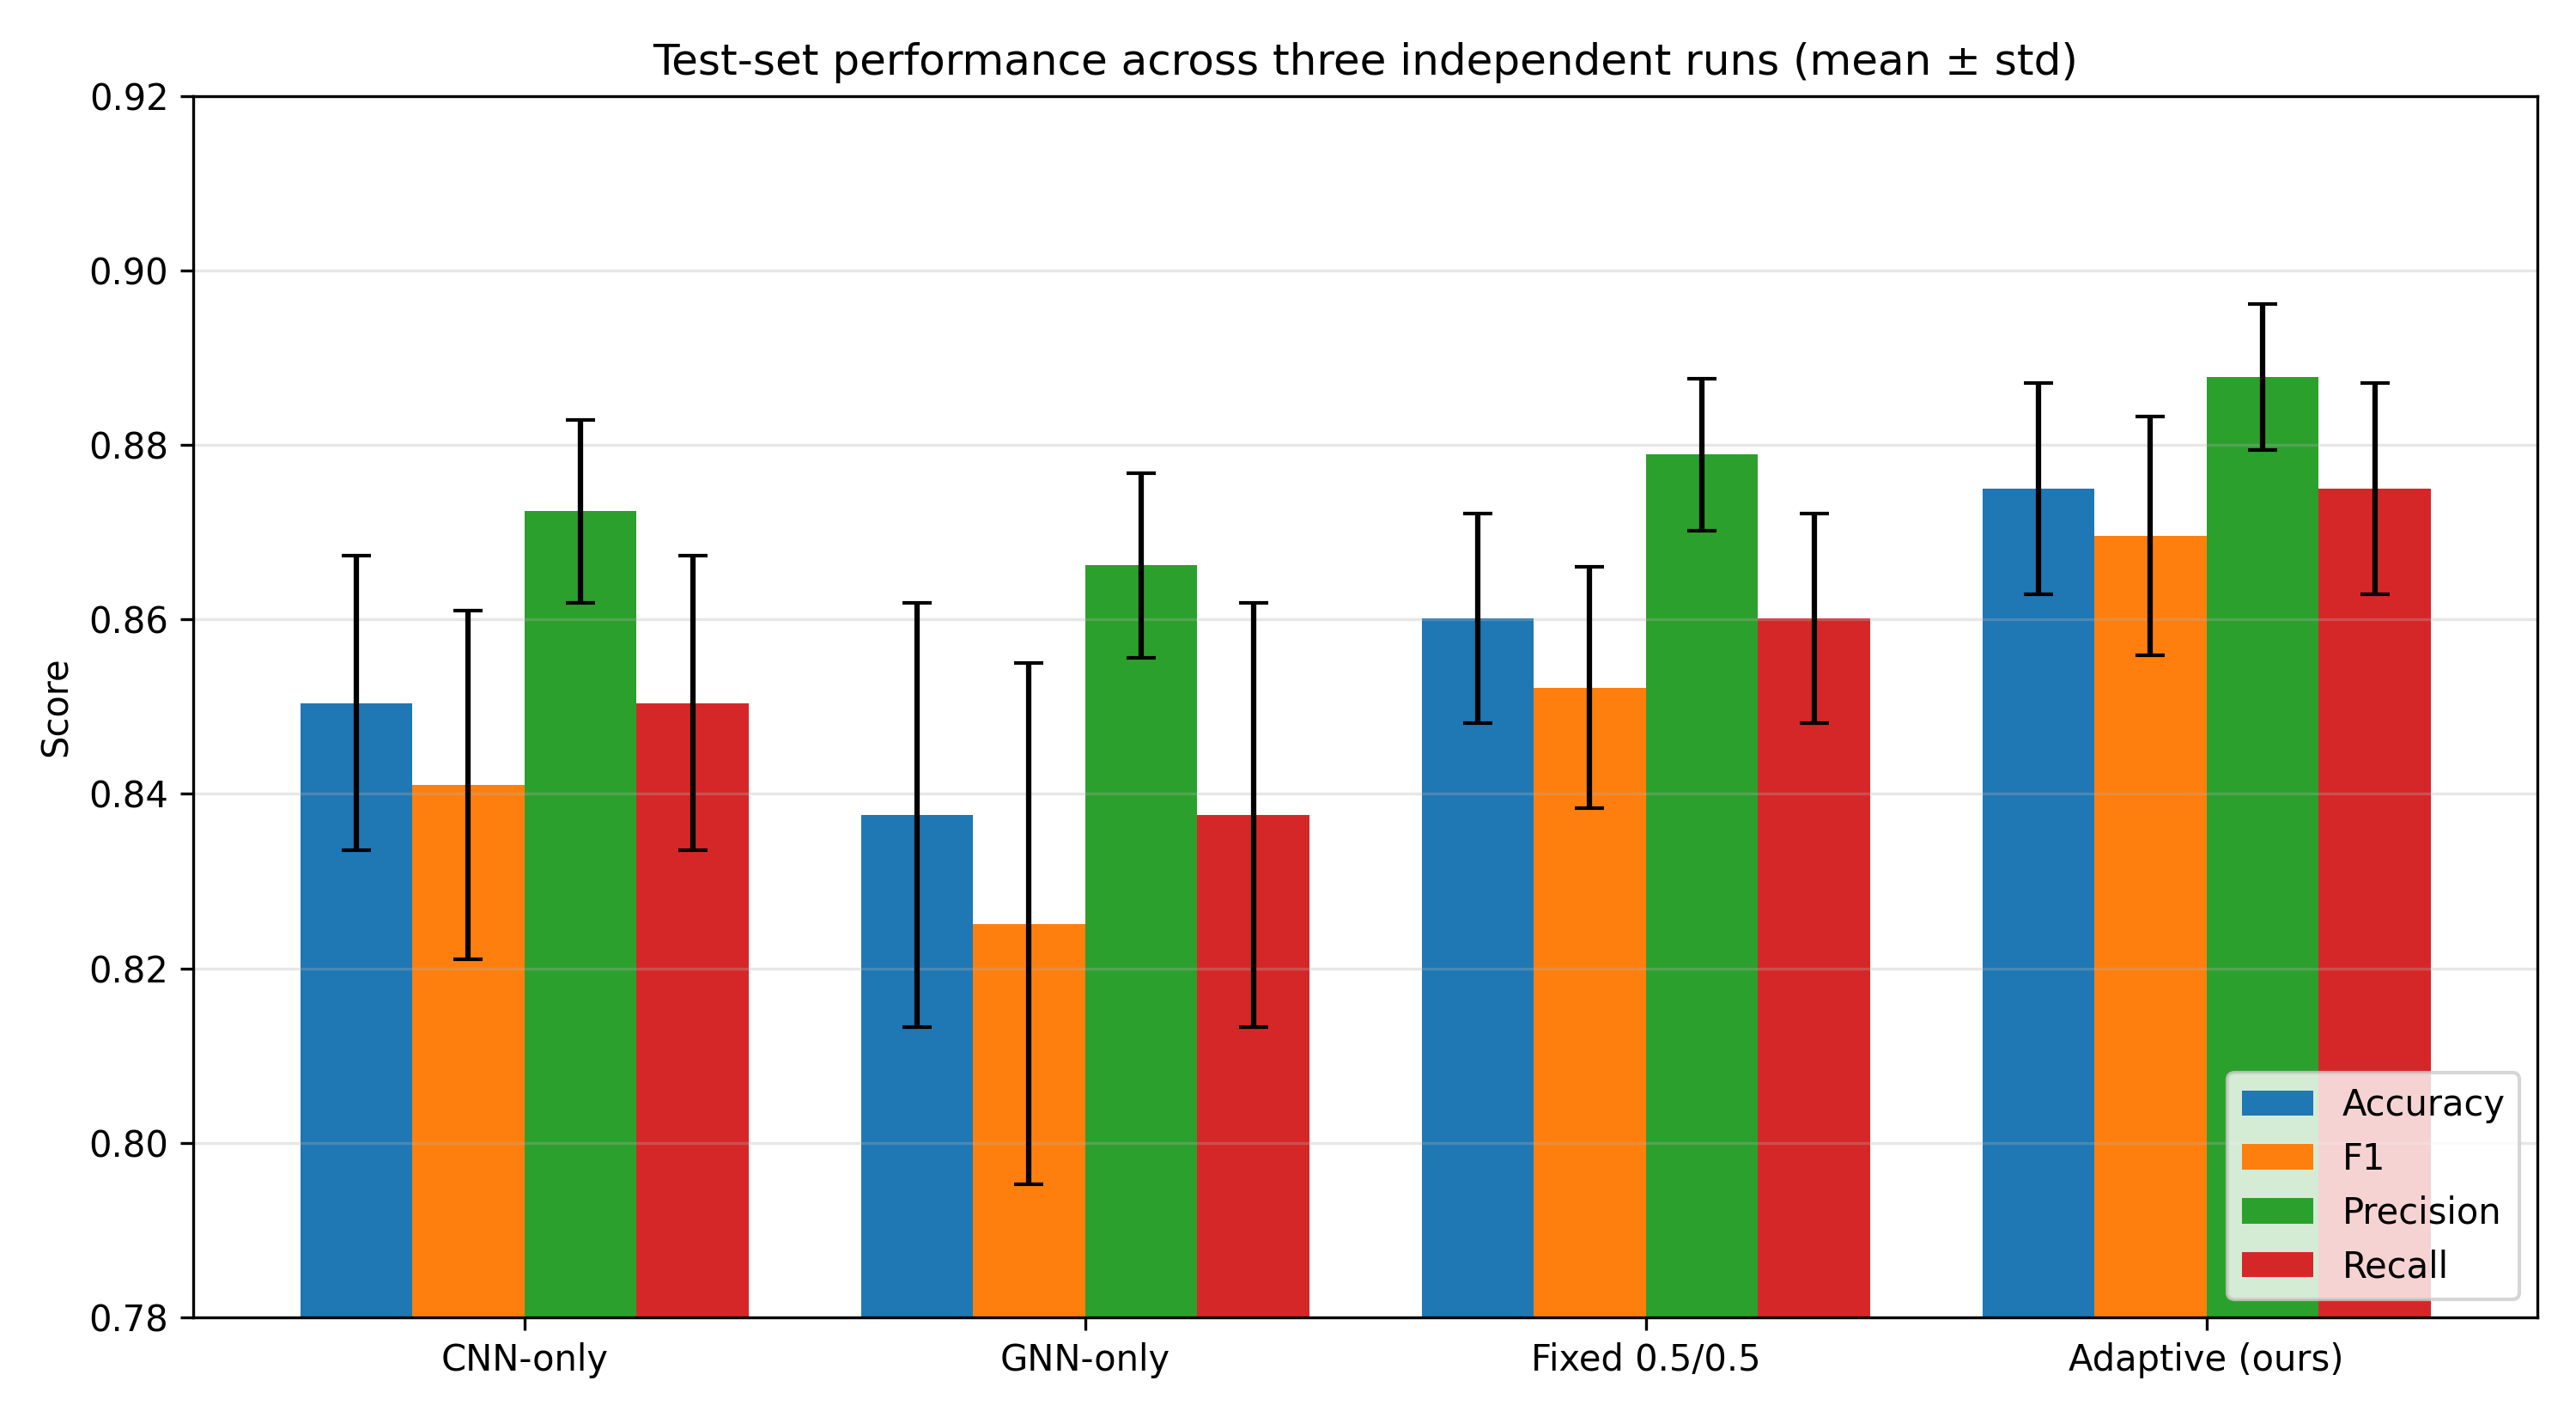 Test-set performance across three independent runs (mean ± std)
0.92
0.90
0.88
0.86
0.84
0.82
0.80
0.78
Score
CNN-only
GNN-only
Fixed 0.5/0.5
Adaptive (ours)
Accuracy
F1
Precision
Recall